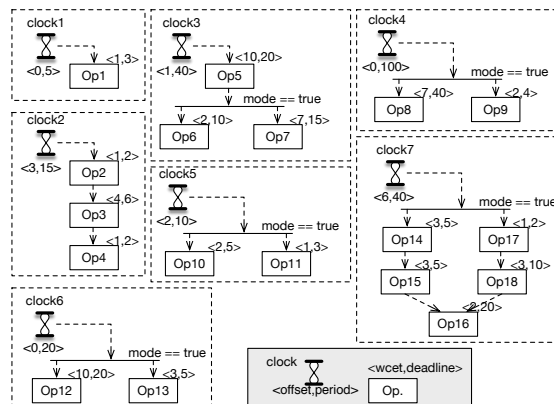 clock1
<0,5>
<1,3>
Op1
clock2
<3,15>
<1,2>
Op2
<4,6>
Op3
<1,2>
Op4
clock3
<1,40>
<10,20>
Op5
mode == true
<2,10>
<7,15>
Op6
Op7
clock4
<0,100>
mode == true
<7,40>
<2,4>
Op8
Op9
clock5
<2,10>
mode == true
<2,5>
<1,3>
Op10
Op11
clock7
<6,40>
mode == true
<3,5>
<1,2>
Op14
Op17
<3,5>
<3,10>
Op15
Op18
<2,20>
Op16
clock6
<0,20>
mode == true
<10,20>
<3,5>
Op12
Op13
clock
<offset,period>
<wcet,deadline>
Op.